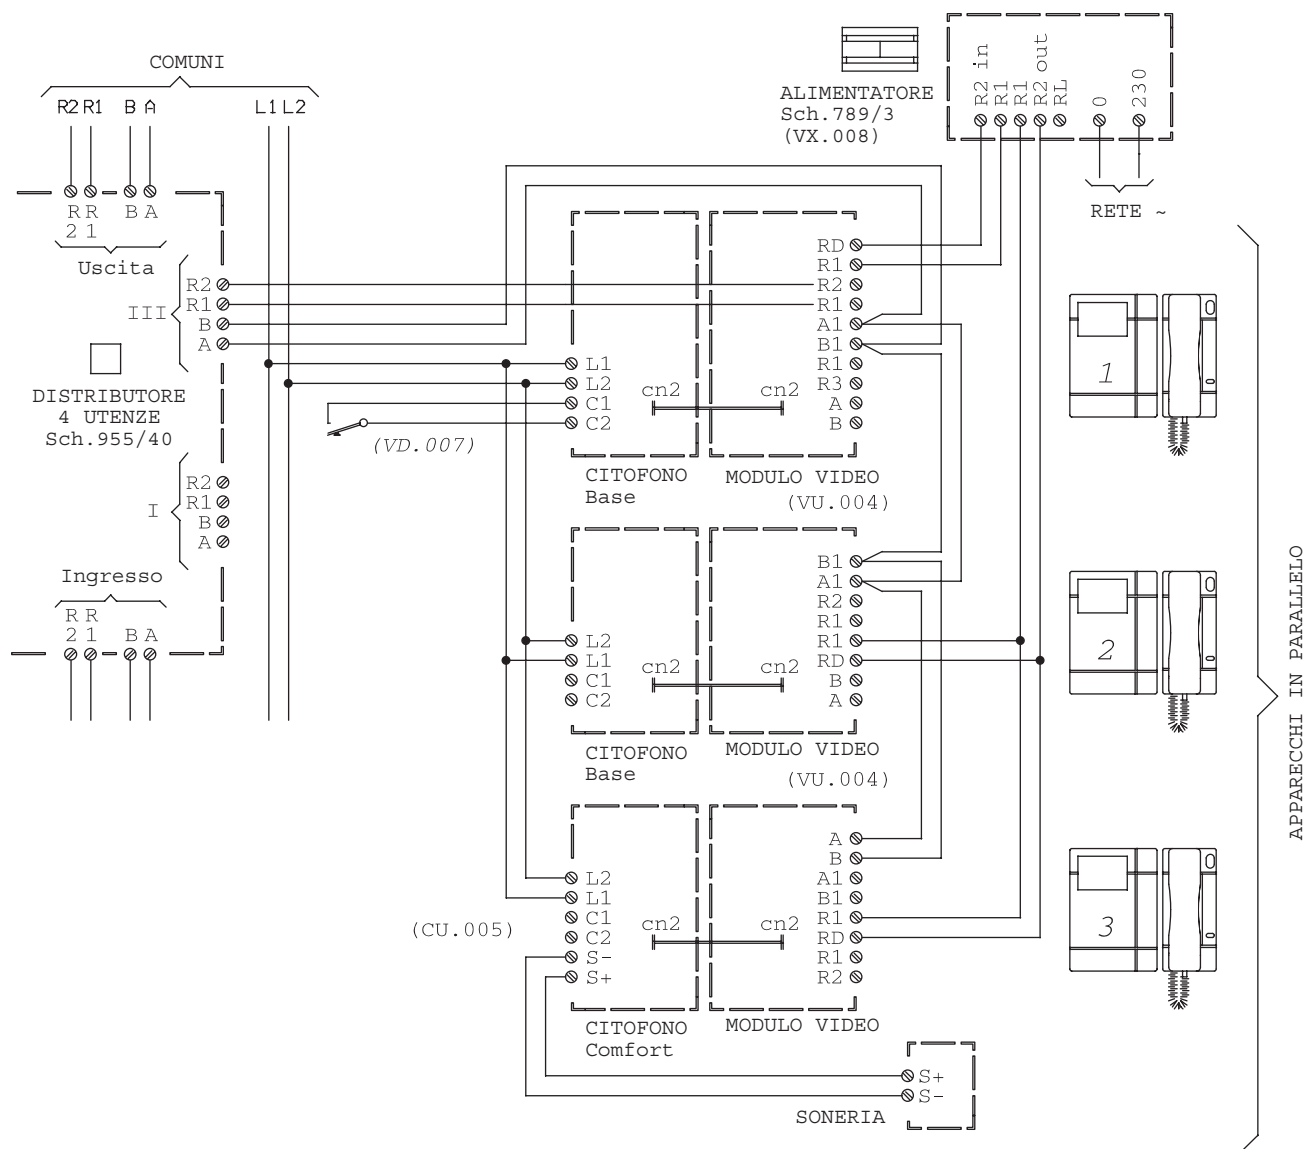 COMUNI
R2 R1 B A L1 L2
R2 R1 B A
Uscita
III
R2
R1
B
A
DISTRIBUTORE
4 UTENZE
Sch.955/40
I
R2
R1
B
A
Ingresso
R2 R1 B A
ALIMENTATORE
Sch.789/3
(VX.008)
R2 in
R1
R1
R2 out
RL
0
230
RETE ~
L1
L2
C1
C2
cn2
cn2
RD
R1
R2
R1
A1
B1
R1
R3
A
B
(VD.007)
CITOFONO
Base
MODULO VIDEO
(VU.004)
L2
L1
C1
C2
cn2
cn2
B1
A1
R2
R1
R1
RD
B
A
CITOFONO
Base
MODULO VIDEO
(VU.004)
(CU.005)
L2
L1
C1
C2
S-
S+
cn2
cn2
A
B
A1
B1
R1
RD
R1
R2
CITOFONO
Comfort
MODULO VIDEO
SONERIA
S+
S-
1
2
3
APPARECCHI IN PARALLELO